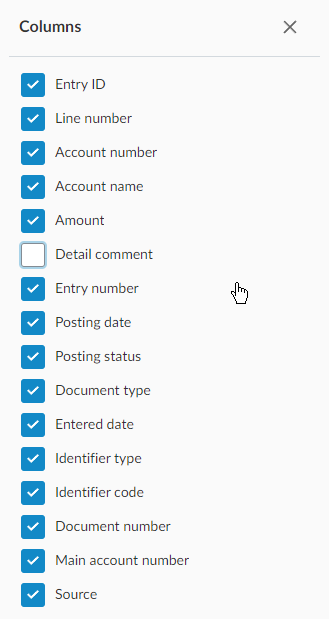 Columns
Entry ID
Line number
Account number
Account name
Amount
Detail comment
Entry number
Posting date
Posting status
Document type
Entered date
Identifier type
Identifier code
Document number
Main account number
Source